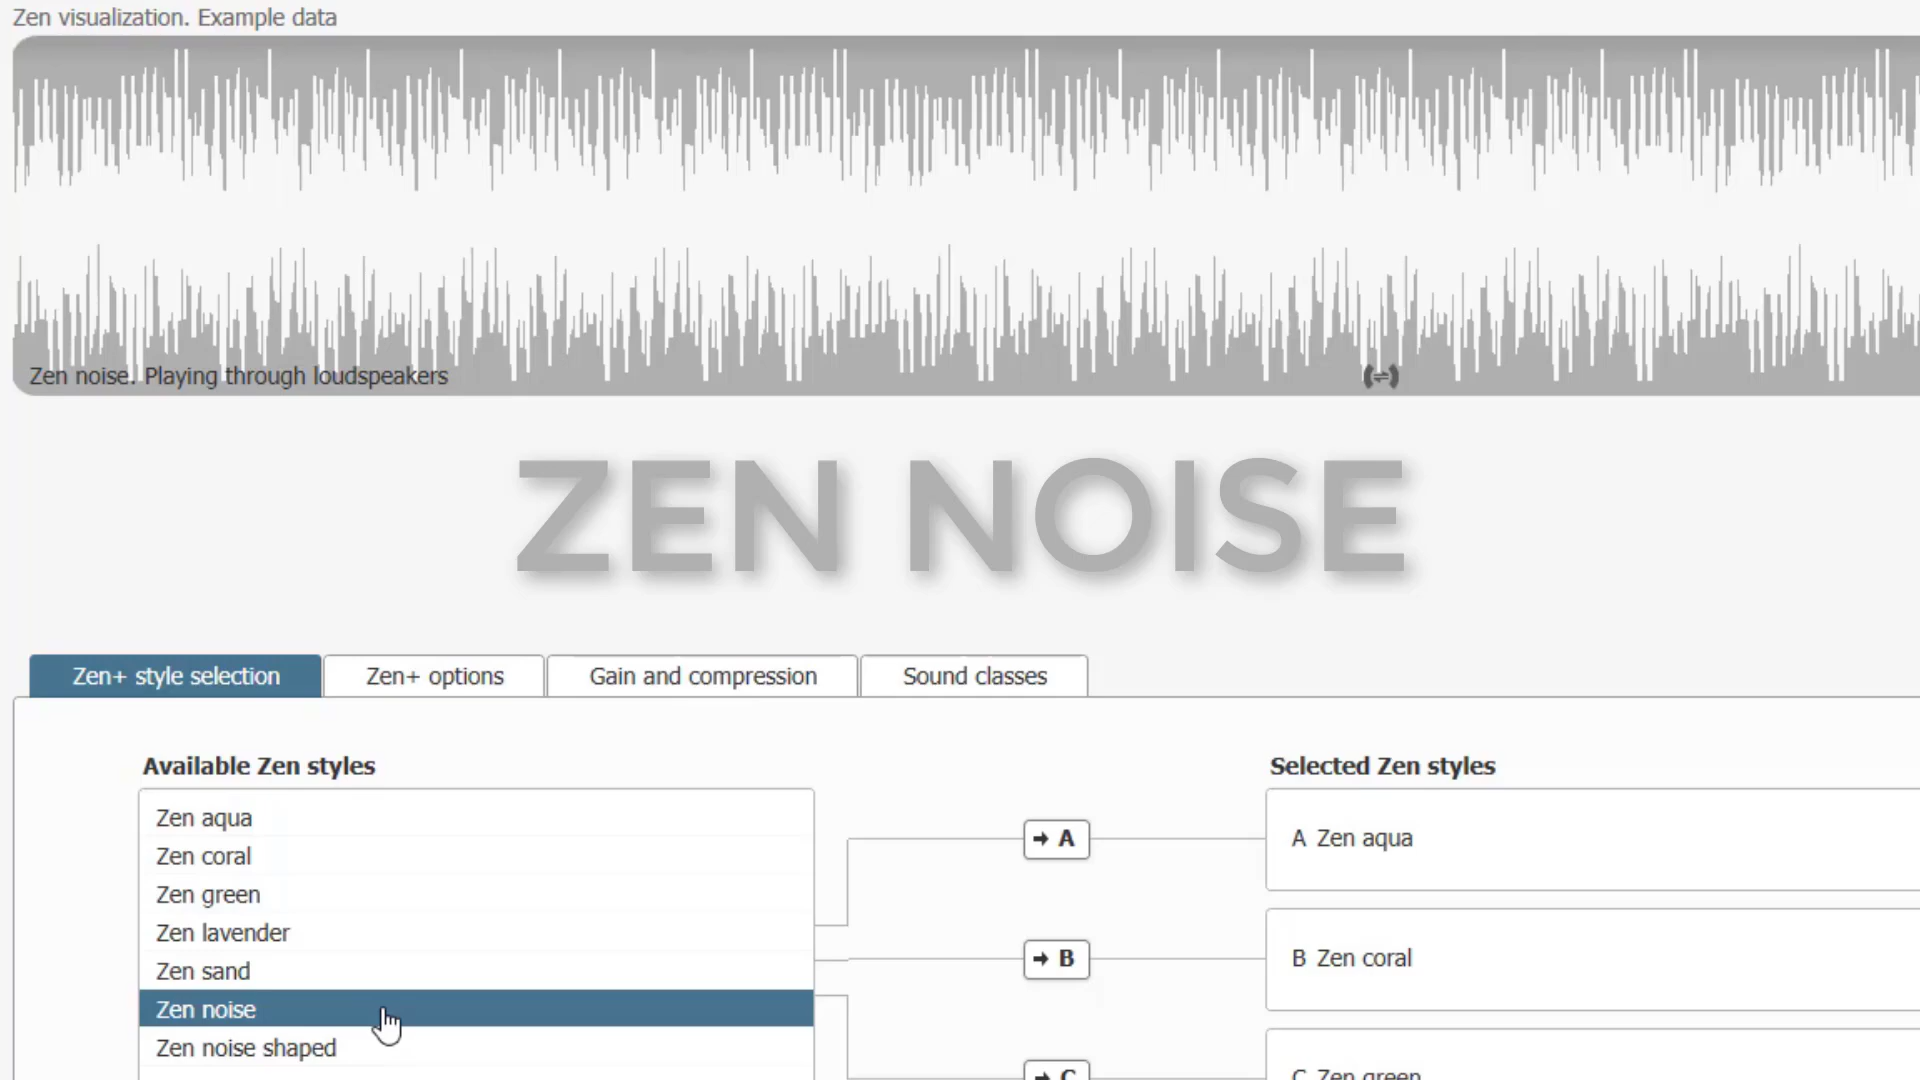 Zen visualization. Example data
Zen noise. Playing through loudspeakers
ZEN NOISE
Zen+ style selection
Zen+ options
Gain and compression
Sound classes
Available Zen styles
Selected Zen styles
Zen aqua
Zen coral
Zen green
Zen lavender
Zen sand
Zen noise
Zen noise shaped
A
B
C
A Zen aqua
B Zen coral
C Zen green